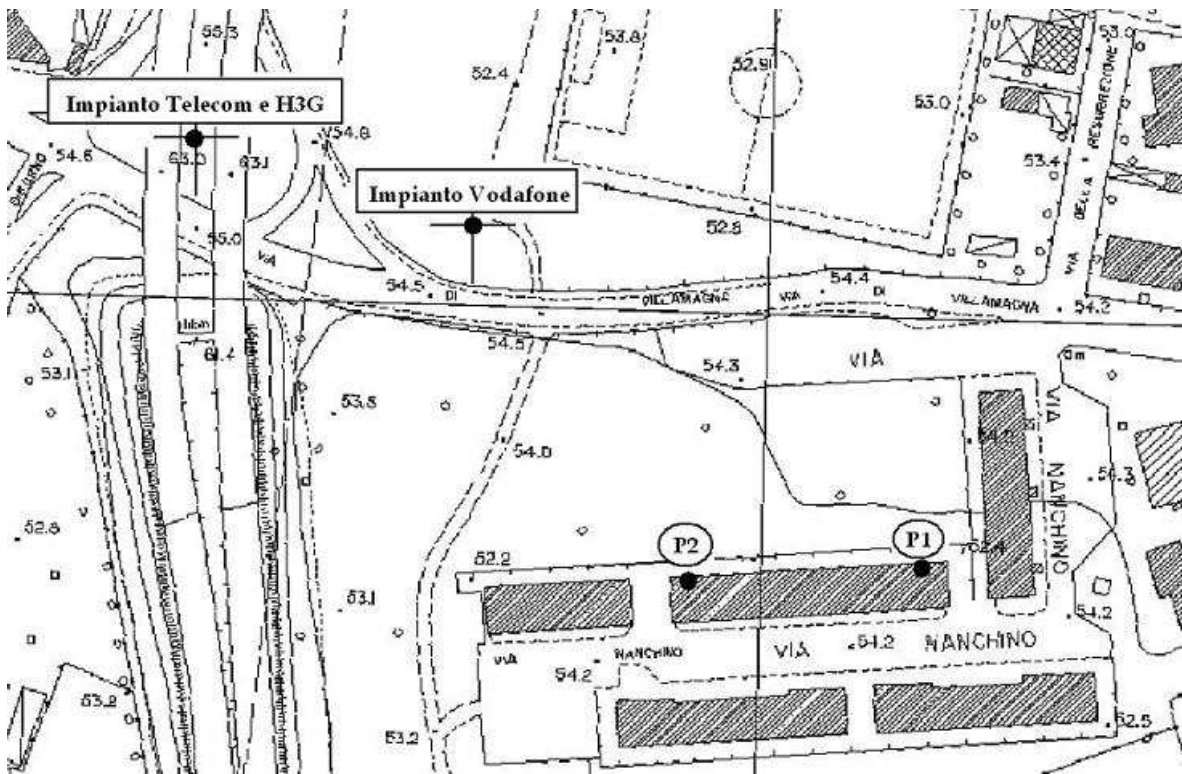 55.3
53.8
53.0
52.4
52.9
Impianto Telecom e H3G
53.0
54.8
54.6
63.0
63.1
53.4
VIA DELLA RESURREZIONE
Impianto Vodafone
55.0
52.8
VIA
54.5
DI
VILLAMAGNA
VIA
54.4
DI
VILLAMAGNA
54.2
54.5
61.4
53.1
54.3
VIA
53.8
54.0
VIA NANCHINO
54.3
52.8
P2
P1
52.2
53.1
54.2
VIA
NANCHINO
VIA
54.2
NANCHINO
54.2
53.2
53.2
52.5